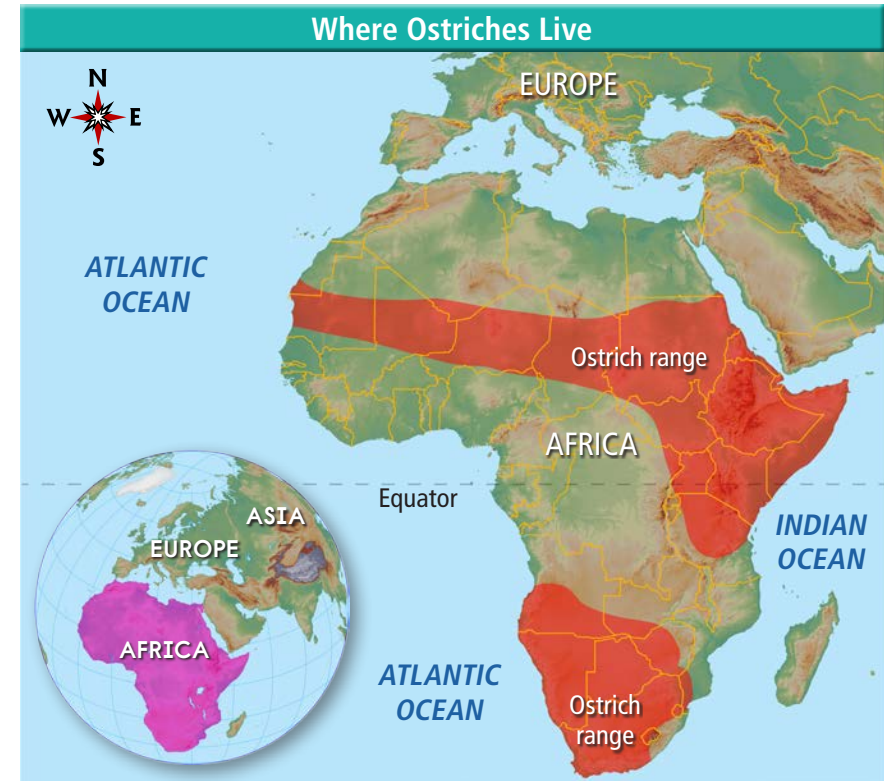 Where Ostriches Live
N
W E
S
EUROPE
ATLANTIC
OCEAN
Ostrich range
AFRICA
Equator
INDIAN
OCEAN
ASIA
EUROPE
AFRICA
ATLANTIC
OCEAN
Ostrich
range